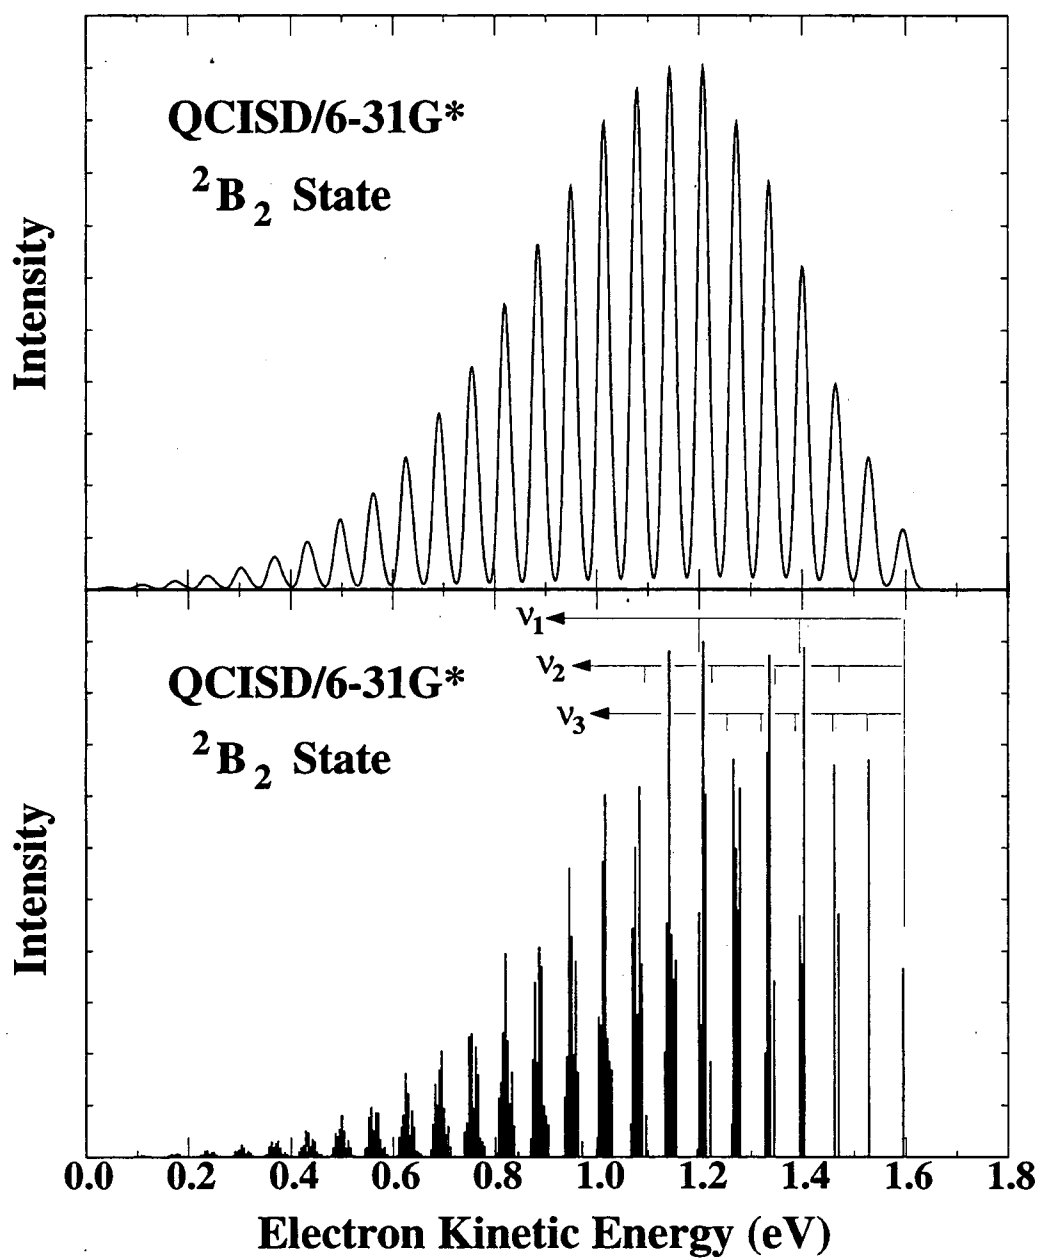 QCISD/6-31G*
²B₂ State
Intensity
ν₁
ν₂
QCISD/6-31G*
ν₃
²B₂ State
Intensity
0.0 0.2 0.4 0.6 0.8 1.0 1.2 1.4 1.6 1.8
Electron Kinetic Energy (eV)